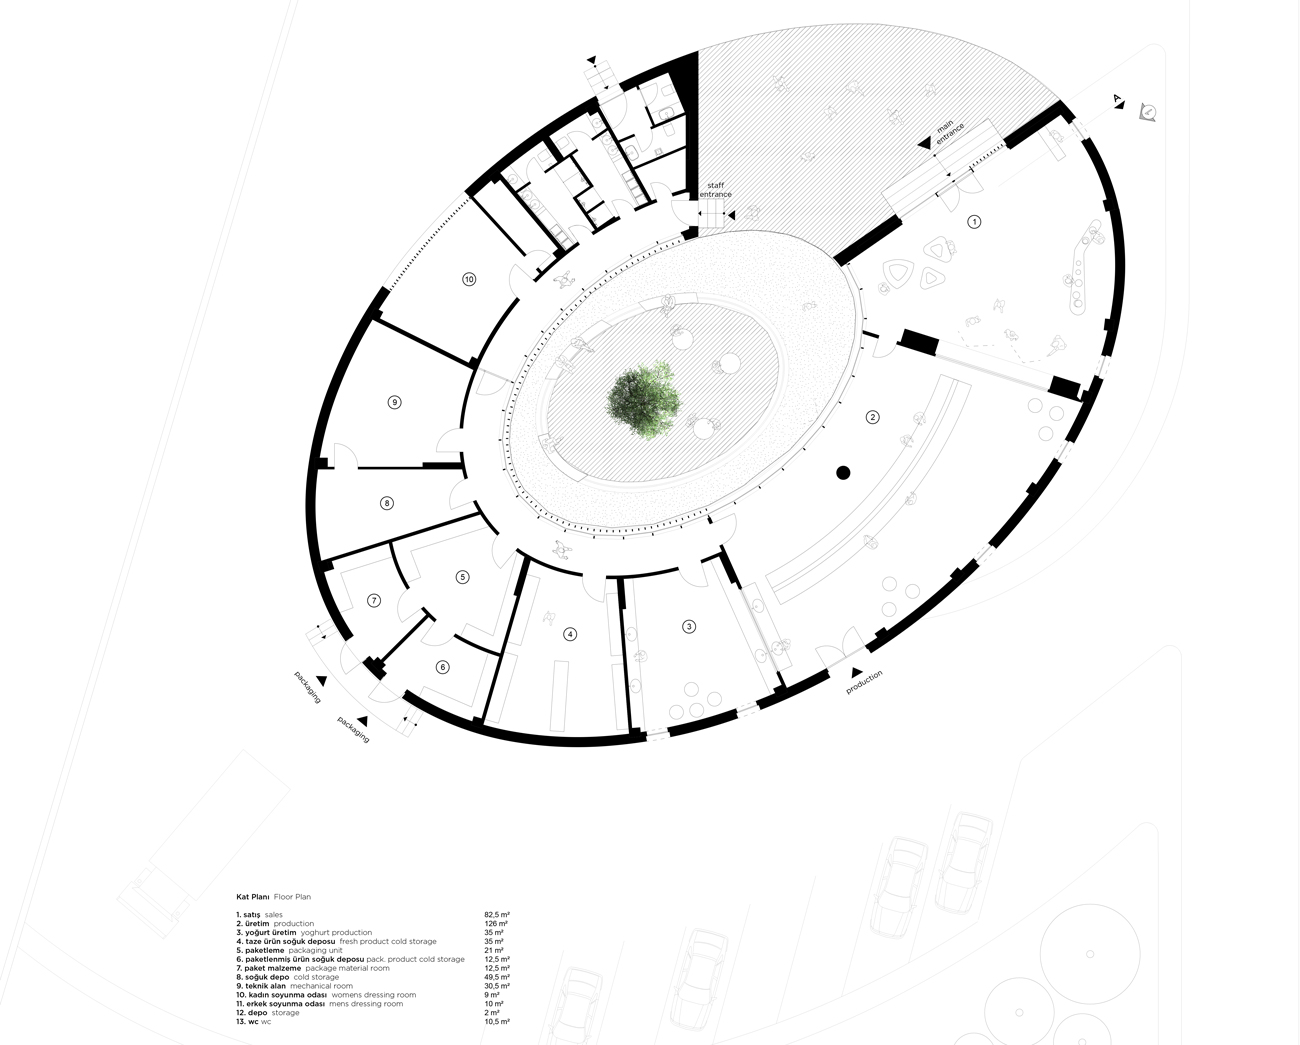 A
main
entrance
staff
entrance
1
10
9
2
8
5
7
4
3
6
packaging
packaging
production
Kat Planı Floor Plan
1. satış sales 82,5 m²
2. üretim production 126 m²
3. yoğurt üretim yoghurt production 35 m²
4. taze ürün soğuk deposu fresh product cold storage 35 m²
5. paketleme packaging unit 21 m²
6. paketlenmiş ürün soğuk deposu pack. product cold storage 12,5 m²
7. paket malzeme package material room 12,5 m²
8. soğuk depo cold storage 49,5 m²
9. teknik alan mechanical room 30,5 m²
10. kadın soyunma odası womens dressing room 9 m²
11. erkek soyunma odası mens dressing room 10 m²
12. depo storage 2 m²
13. wc wc 10,5 m²